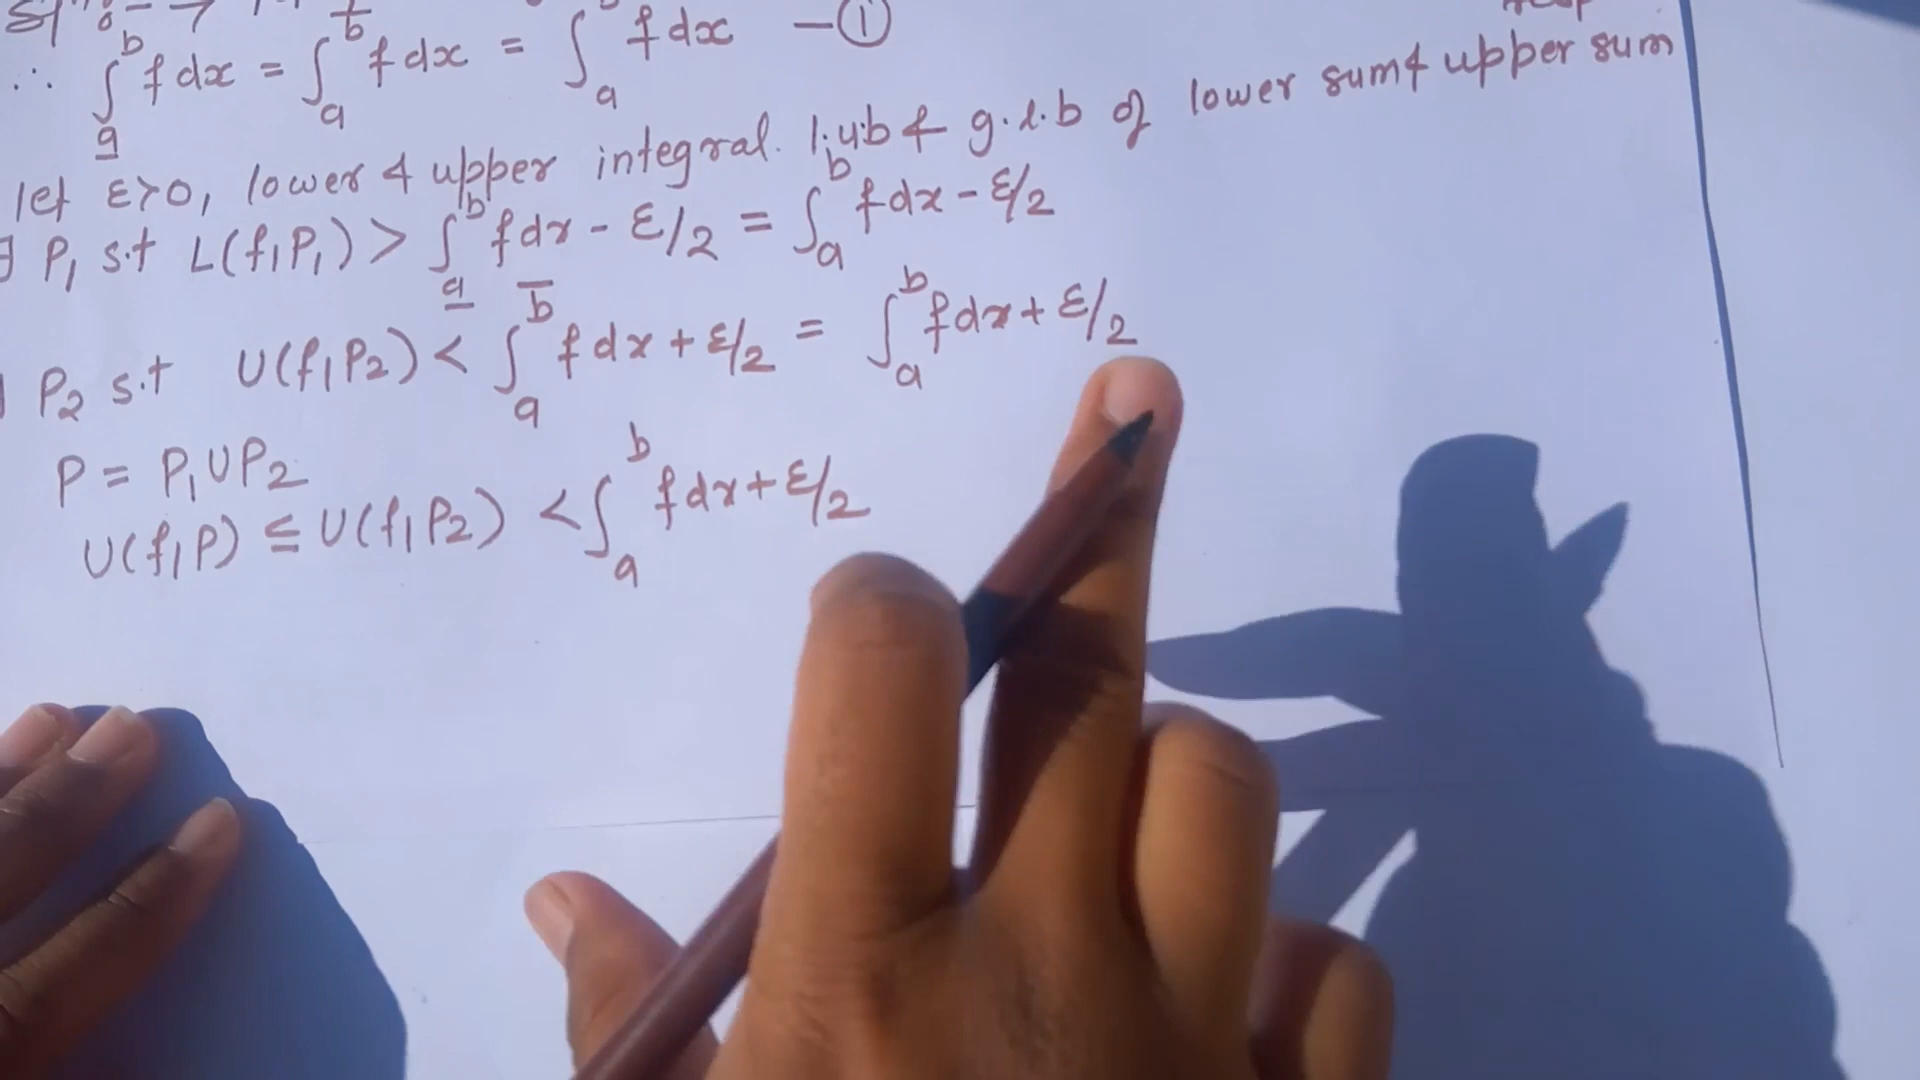 ∴ ∫_a^b f dx = ∫_a^b f dx = ∫_a^b f dx —①
let ε>0, lower & upper integral. l.u.b & g.l.b of lower sum & upper sum
∃ P₁ s.t L(f,P₁) > ∫_a^b f dx - ε/2 = ∫_a^b f dx - ε/2
P₂ s.t U(f,P₂) < ∫_a^b f dx + ε/2 = ∫_a^b f dx + ε/2
P = P₁∪P₂
U(f,P) ≤ U(f,P₂) < ∫_a^b f dx + ε/2